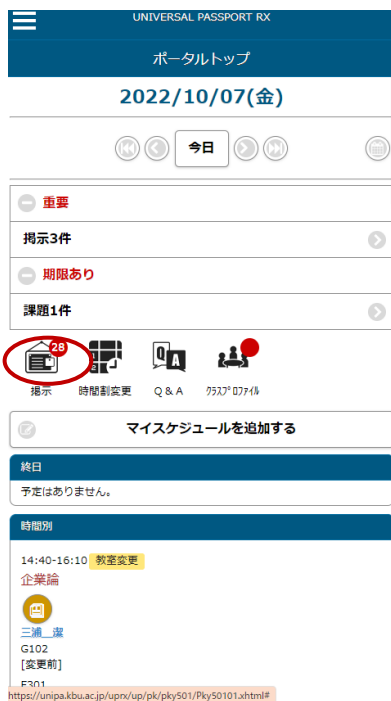 UNIVERSAL PASSPORT RX
ポータルトップ
2022/10/07(金)
今日
重要
掲示3件
期限あり
課題1件
28
掲示 時間割変更 Q & A クラスプロファイル
マイスケジュールを追加する
終日
予定はありません。
時間別
14:40-16:10 教室変更
企業論
三浦　潔
G102
[変更前]
F301
https://unipa.kbu.ac.jp/uprx/up/pk/pky501/Pky50101.xhtml#